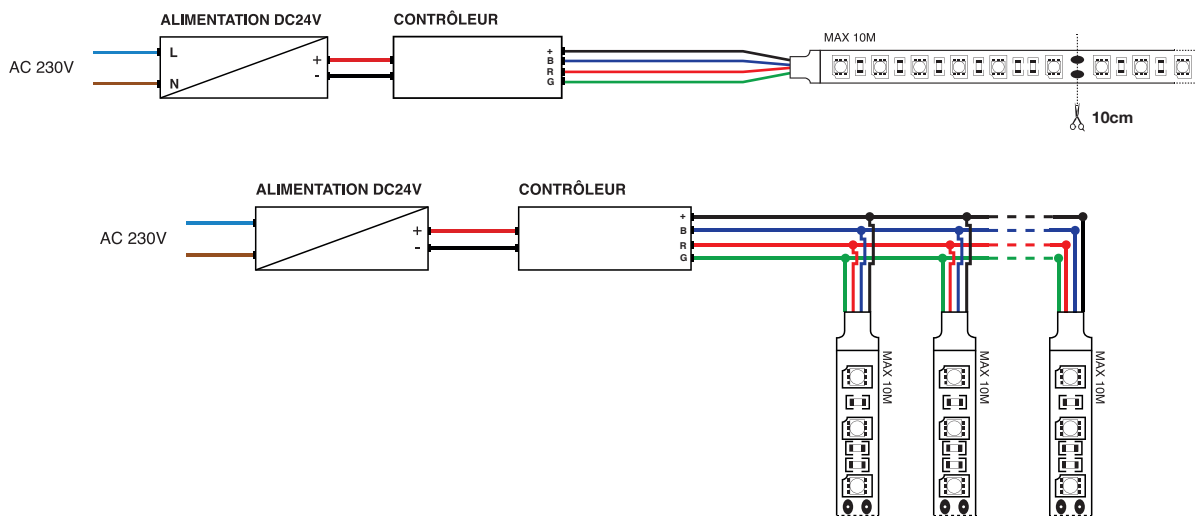 ALIMENTATION DC24V
CONTRÔLEUR
MAX 10M
AC 230V
L
N
+
-
+
B
R
G
10cm
ALIMENTATION DC24V
CONTRÔLEUR
AC 230V
+
-
+
B
R
G
MAX 10M
MAX 10M
MAX 10M